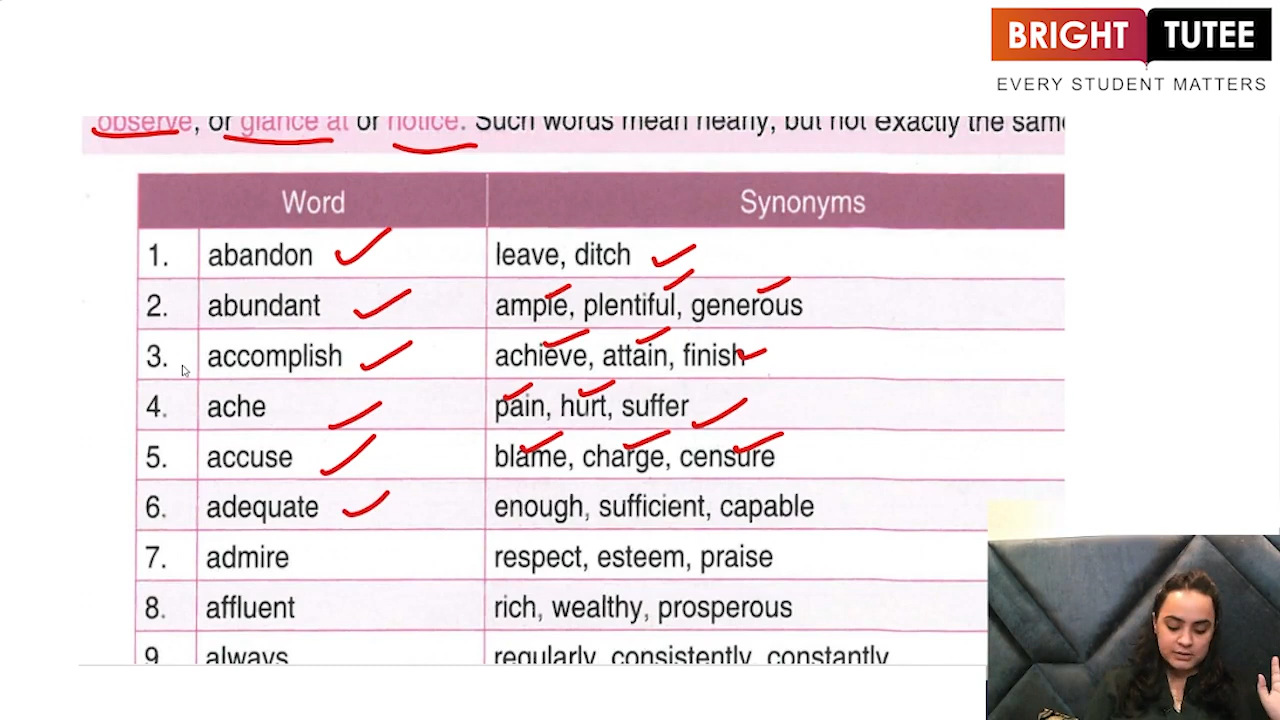 BRIGHT TUTEE
EVERY STUDENT MATTERS
observe, or glance at or notice. Such words mean nearly, but not exactly the same
Word Synonyms
1. abandon leave, ditch
2. abundant ample, plentiful, generous
3. accomplish achieve, attain, finish
4. ache pain, hurt, suffer
5. accuse blame, charge, censure
6. adequate enough, sufficient, capable
7. admire respect, esteem, praise
8. affluent rich, wealthy, prosperous
9. always regularly, consistently, constantly